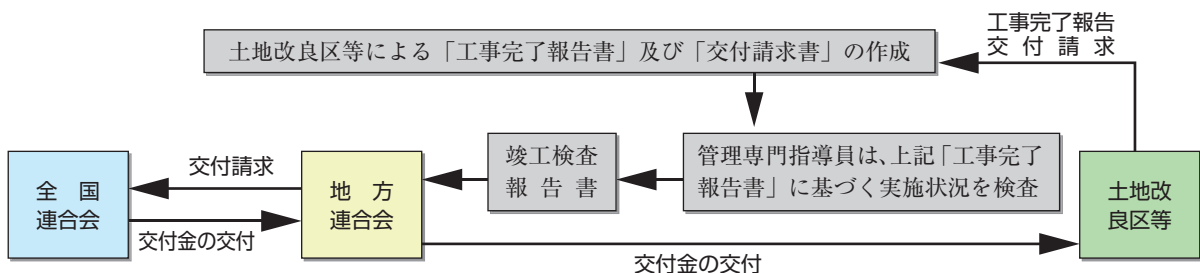 工事完了報告
交付請求
土地改良区等による「工事完了報告書」及び「交付請求書」の作成
竣工検査
報告書
管理専門指導員は、上記「工事完了
報告書」に基づく実施状況を検査
全国
連合会
交付請求
交付金の交付
地方
連合会
土地改
良区等
交付金の交付